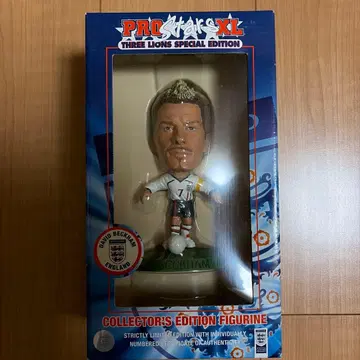 PRO Stars XL
THREE LIONS SPECIAL EDITION
7
DAVID BECKHAM
ENGLAND
COLLECTOR'S EDITION FIGURINE
STRICTLY LIMITED EDITION WITH INDIVIDUALLY
NUMBERED CERTIFICATE OF AUTHENTICITY